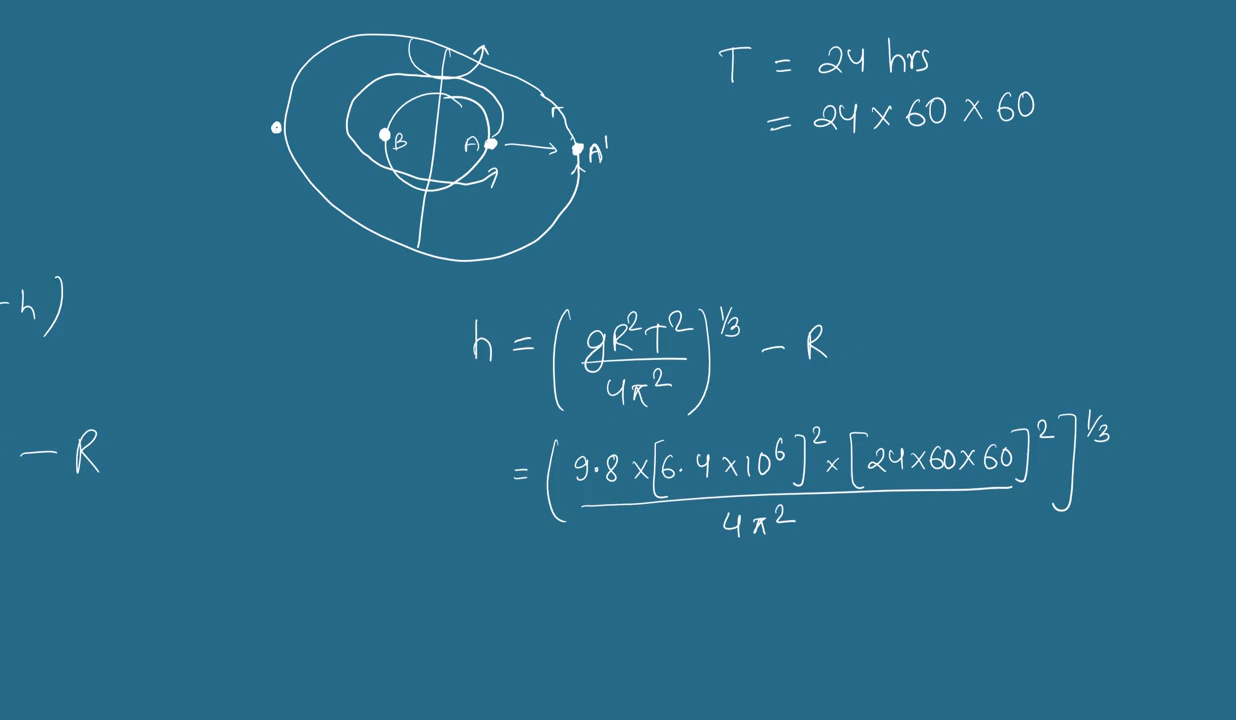 T = 24 hrs
= 24 × 60 × 60
B A A'
- h)
h = (gR²T² / 4π²)^1/3 - R
- R
= (9.8 × [6.4 × 10⁶]² × [24×60×60]² / 4π²]^1/3